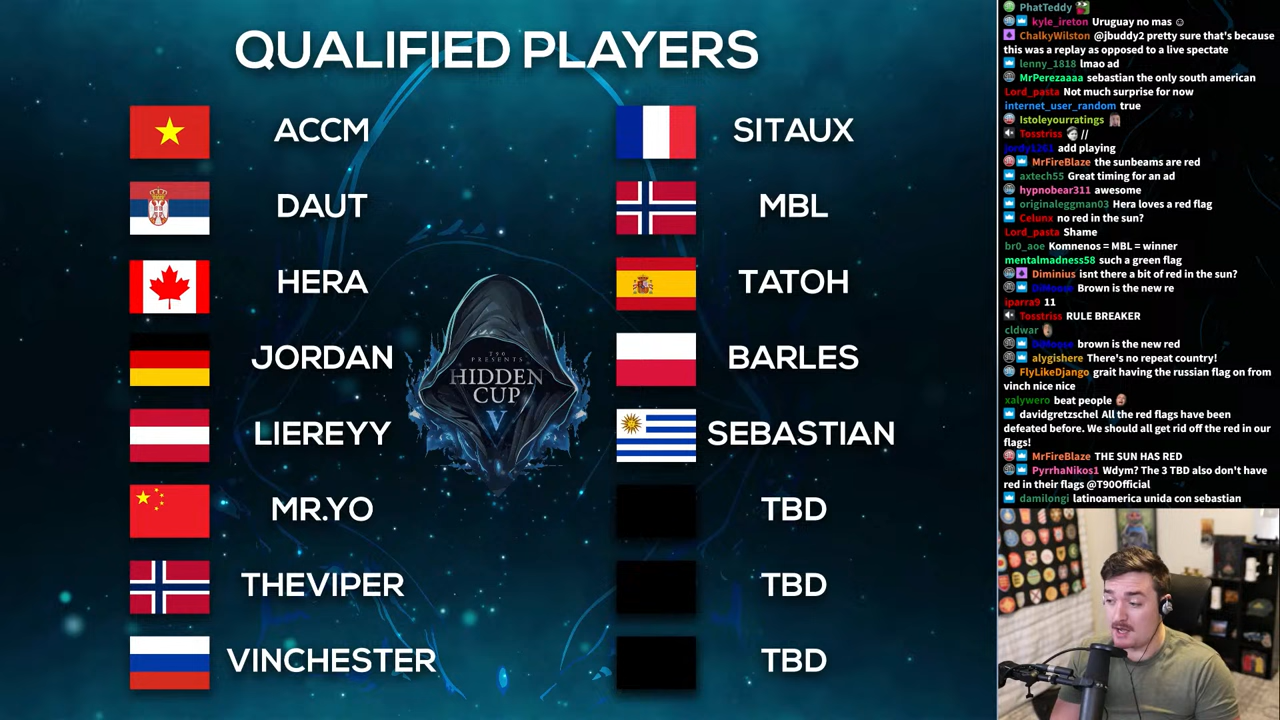 QUALIFIED PLAYERS
ACCM
DAUT
HERA
JORDAN
LIEREYY
MR.YO
THEVIPER
VINCHESTER
SITAUX
MBL
TATOH
BARLES
SEBASTIAN
TBD
TBD
TBD
T90
PRESENTS
HIDDEN
CUP
V
PhatTeddy
kyle_ireton Uruguay no mas
ChalkyWilston @jbuddy2 pretty sure that's because
this was a replay as opposed to a live spectate
lenny_1818 lmao ad
MrPerezaaaa sebastian the only south american
Lord_pasta Not much surprise for now
internet_user_random true
Istoleyourratings
Tosstriss //
add playing
MrFireBlaze the sunbeams are red
axtech55 Great timing for an ad
hypnobear311 awesome
originaleggman03 Hera loves a red flag
Celunx no red in the sun?
Lord_pasta Shame
br0_aoe Komnenos = MBL = winner
mentalmadness58 such a green flag
Diminius isnt there a bit of red in the sun?
Brown is the new re
iparra9 11
Tosstriss RULE BREAKER
cldwar
brown is the new red
alygishere There's no repeat country!
FlyLikeDjango grait having the russian flag on from
vinch nice nice
xalywero beat people
davidgretzschel All the red flags have been
defeated before. We should all get rid off the red in our
flags!
MrFireBlaze THE SUN HAS RED
PyrrhaNikos1 Wdym? The 3 TBD also don't have
red in their flags @T90Official
damilongi latinoamerica unida con sebastian